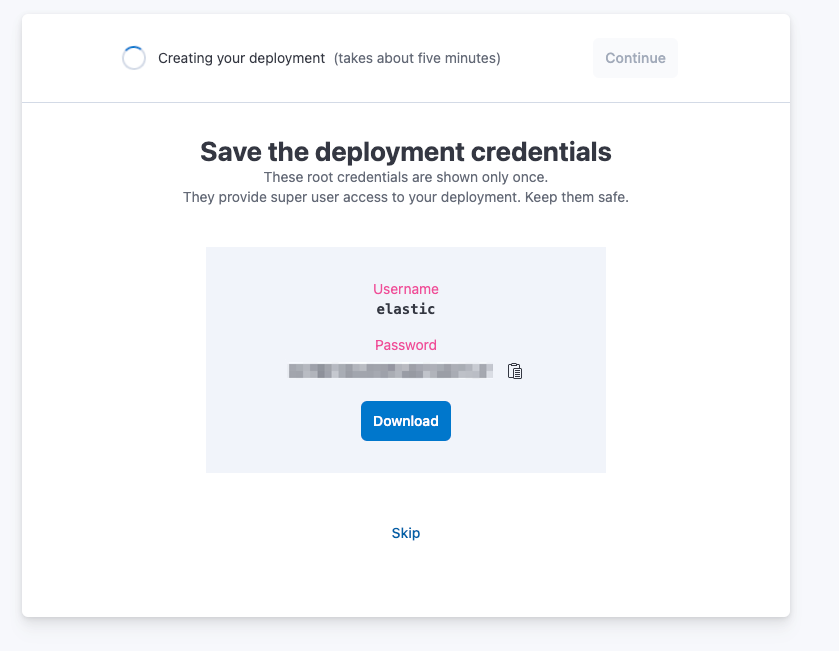 Creating your deployment (takes about five minutes) Continue
Save the deployment credentials
These root credentials are shown only once.
They provide super user access to your deployment. Keep them safe.
Username
elastic
Password
Download
Skip